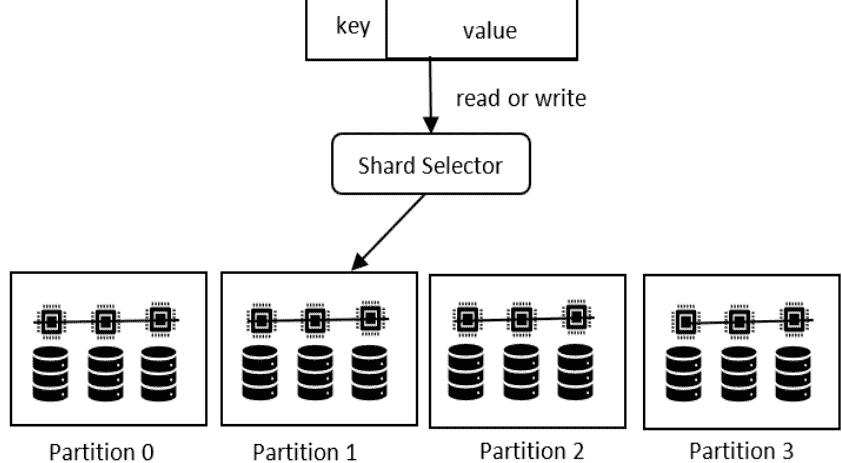 key
value
read or write
Shard Selector
Partition 0
Partition 1
Partition 2
Partition 3